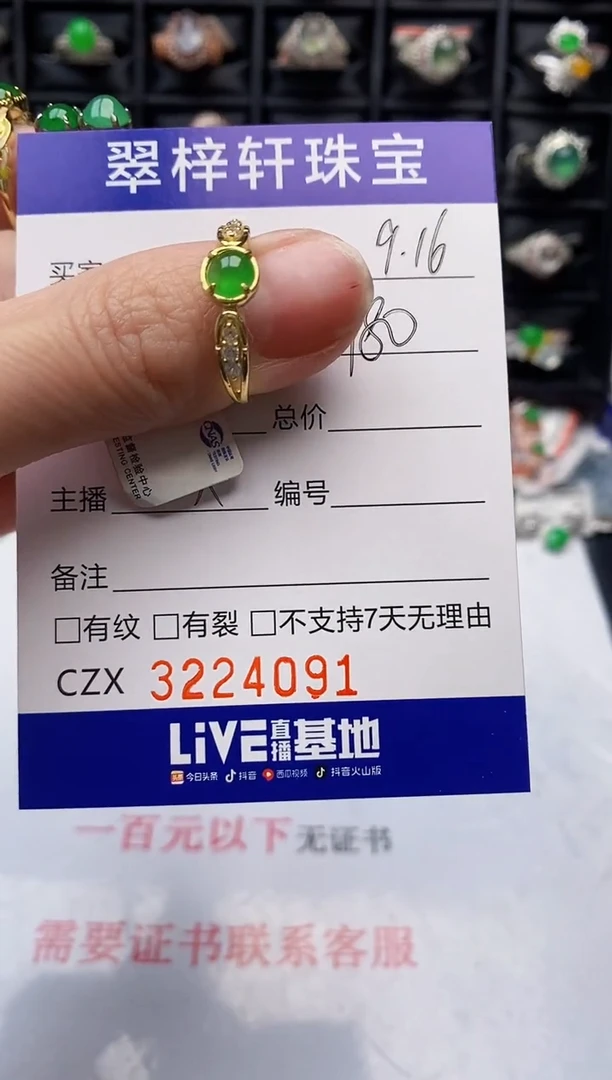 翠梓轩珠宝
买家
9.16
180
总价
主播
编号
备注
□有纹 □有裂 □不支持7天无理由
CZX 3224091
LiVE直播基地
今日头条 抖音 西瓜视频 抖音火山版
一百元以下无证书
需要证书联系客服